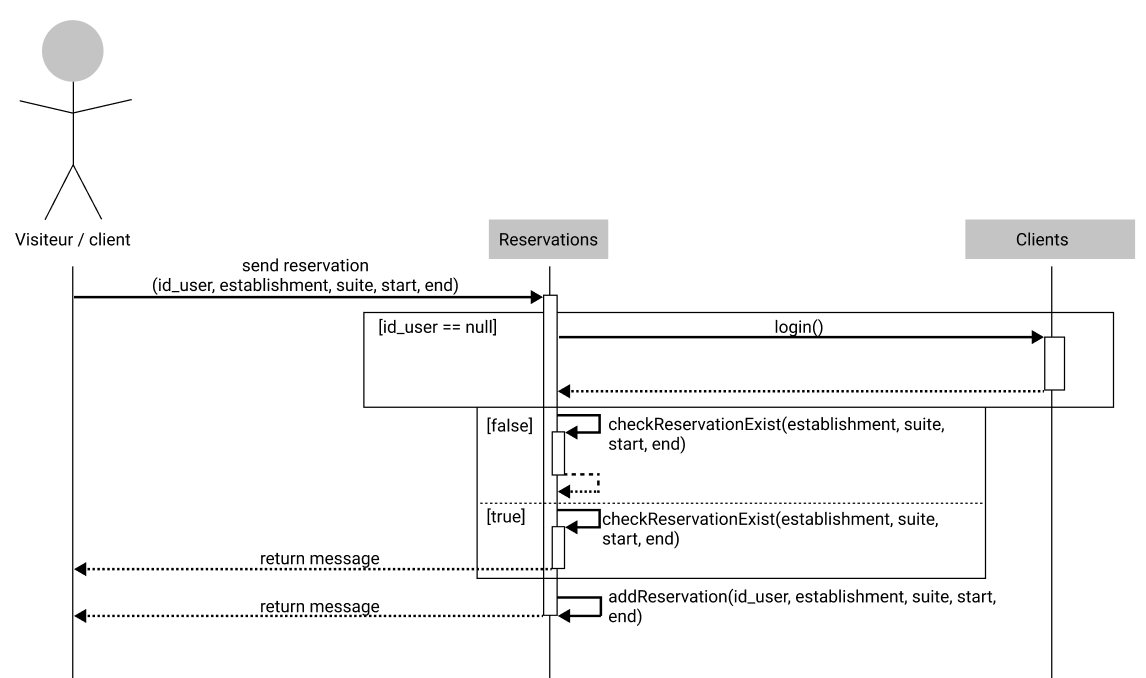 Visiteur / client
Reservations
Clients
send reservation
(id_user, establishment, suite, start, end)
[id_user == null]
login()
[false]
checkReservationExist(establishment, suite,
start, end)
[true]
checkReservationExist(establishment, suite,
start, end)
return message
addReservation(id_user, establishment, suite, start,
end)
return message